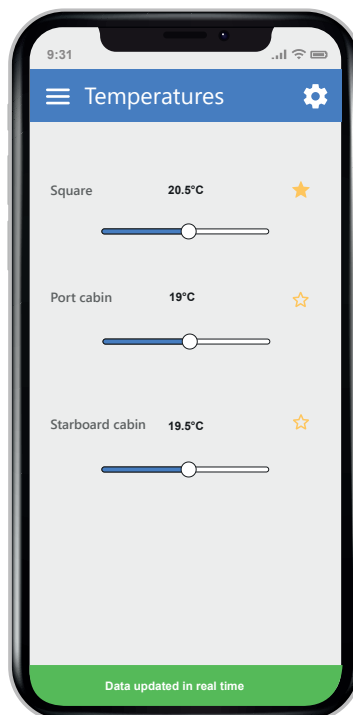 9:31
Temperatures
Square 20.5°C
Port cabin 19°C
Starboard cabin 19.5°C
Data updated in real time